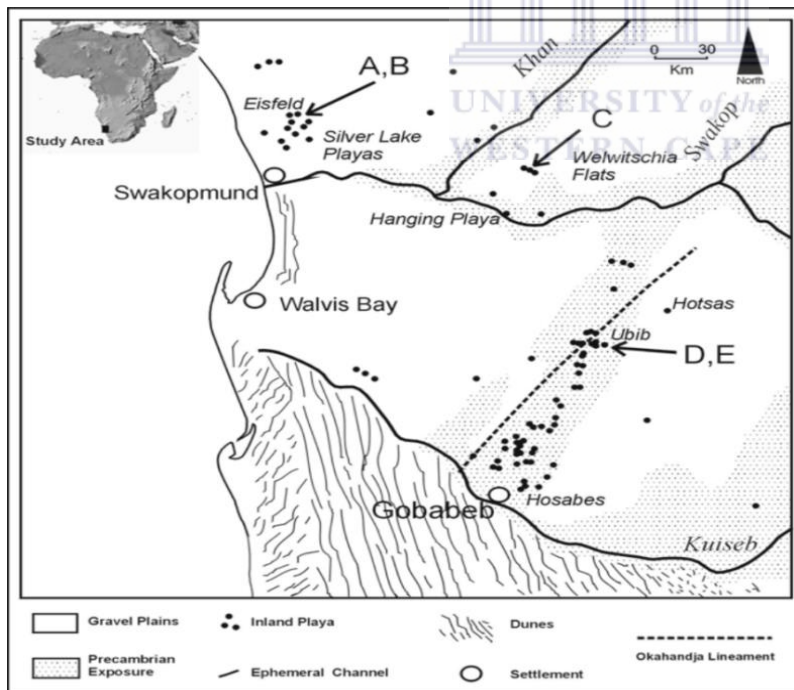 UNIVERSITY of the
WESTERN CAPE
Study Area
Khan
0 30
Km
North
A,B
Eisfeld
Silver Lake
Playas
C
Welwitschia
Flats
Swakop
Swakopmund
Hanging Playa
Walvis Bay
Hotsas
Ubib
D,E
Gobabeb
Hosabes
Kuiseb
Gravel Plains
Inland Playa
Dunes
Okahandja Lineament
Precambrian
Exposure
Ephemeral Channel
Settlement